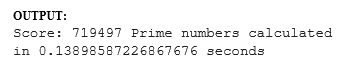 OUTPUT:
Score: 719497 Prime numbers calculated
in 0.13898587226867676 seconds